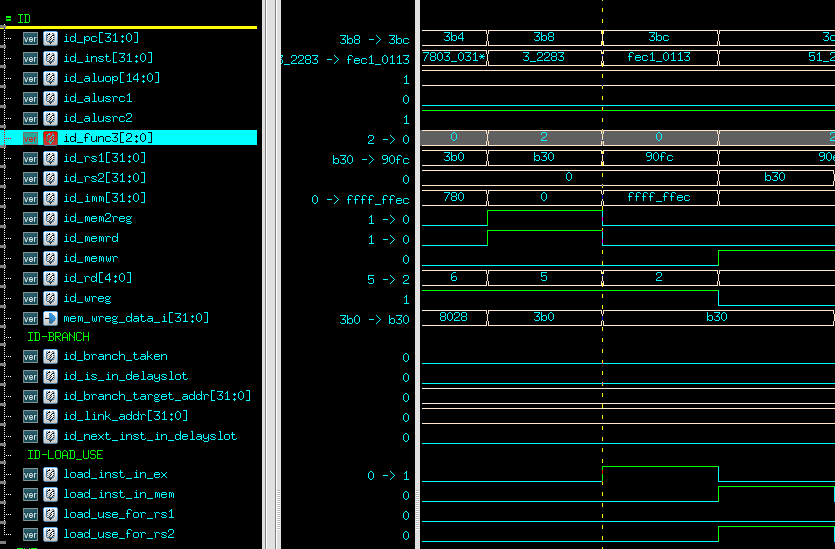 = ID
ver id_pc[31:0] 3b8 -> 3bc 3b4 3b8 3bc 3c
ver id_inst[31:0] 3_2283 -> fec1_0113 7803_031* 3_2283 fec1_0113 51_2
ver id_aluop[14:0] 1
ver id_alusrc1 0
ver id_alusrc2 1
ver id_func3[2:0] 2 -> 0 0 2 0 2
ver id_rs1[31:0] b30 -> 90fc 3b0 b30 90fc 90e
ver id_rs2[31:0] 0 0 b30
ver id_imm[31:0] 0 -> ffff_ffec 780 0 ffff_ffec
ver id_mem2reg 1 -> 0
ver id_memrd 1 -> 0
ver id_memwr 0
ver id_rd[4:0] 5 -> 2 6 5 2
ver id_wreg 1
ver mem_wreg_data_i[31:0] 3b0 -> b30 8028 3b0 b30
ID-BRANCH
ver id_branch_taken 0
ver id_is_in_delayslot 0
ver id_branch_target_addr[31:0] 0
ver id_link_addr[31:0] 0
ver id_next_inst_in_delayslot 0
ID-LOAD_USE
ver load_inst_in_ex 0 -> 1
ver load_inst_in_mem 0
ver load_use_for_rs1 0
ver load_use_for_rs2 0